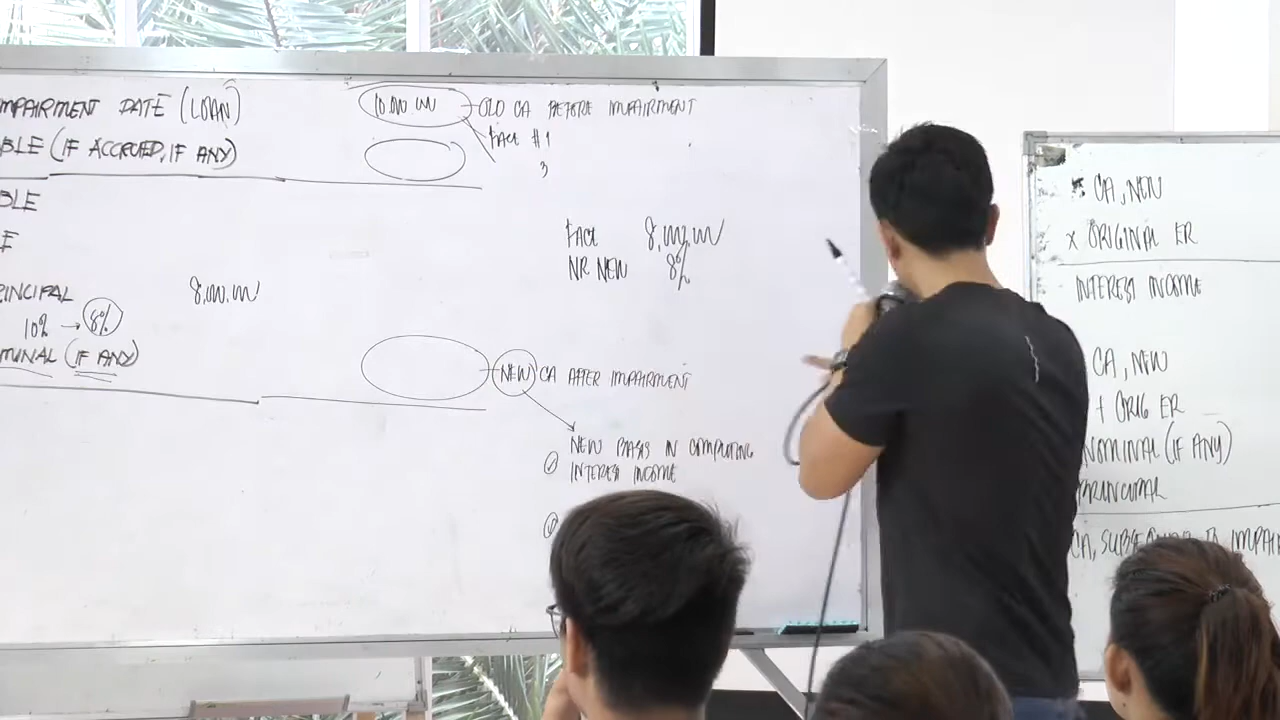 MPAIRMENT DATE (LOAN)
10,000,000 - OLD CA BEFORE IMPAIRMENT
Face #1
3
BLE (IF ACCRUED, IF ANY)
BLE
E
FACE 8,000,000
NR NEW 8%
RINCIPAL 8,000,000
10% → 8%
MINAL (IF ANY)
NEW CA AFTER IMPAIRMENT
NEW BASIS IN COMPUTING
INTEREST INCOME
CA, NEW
x ORIGINAL ER
INTEREST INCOME
CA, NEW
+ ORIG ER
NOMINAL (IF ANY)
PRINCIPAL
CA, SUBSEQUENT TO IMPAI